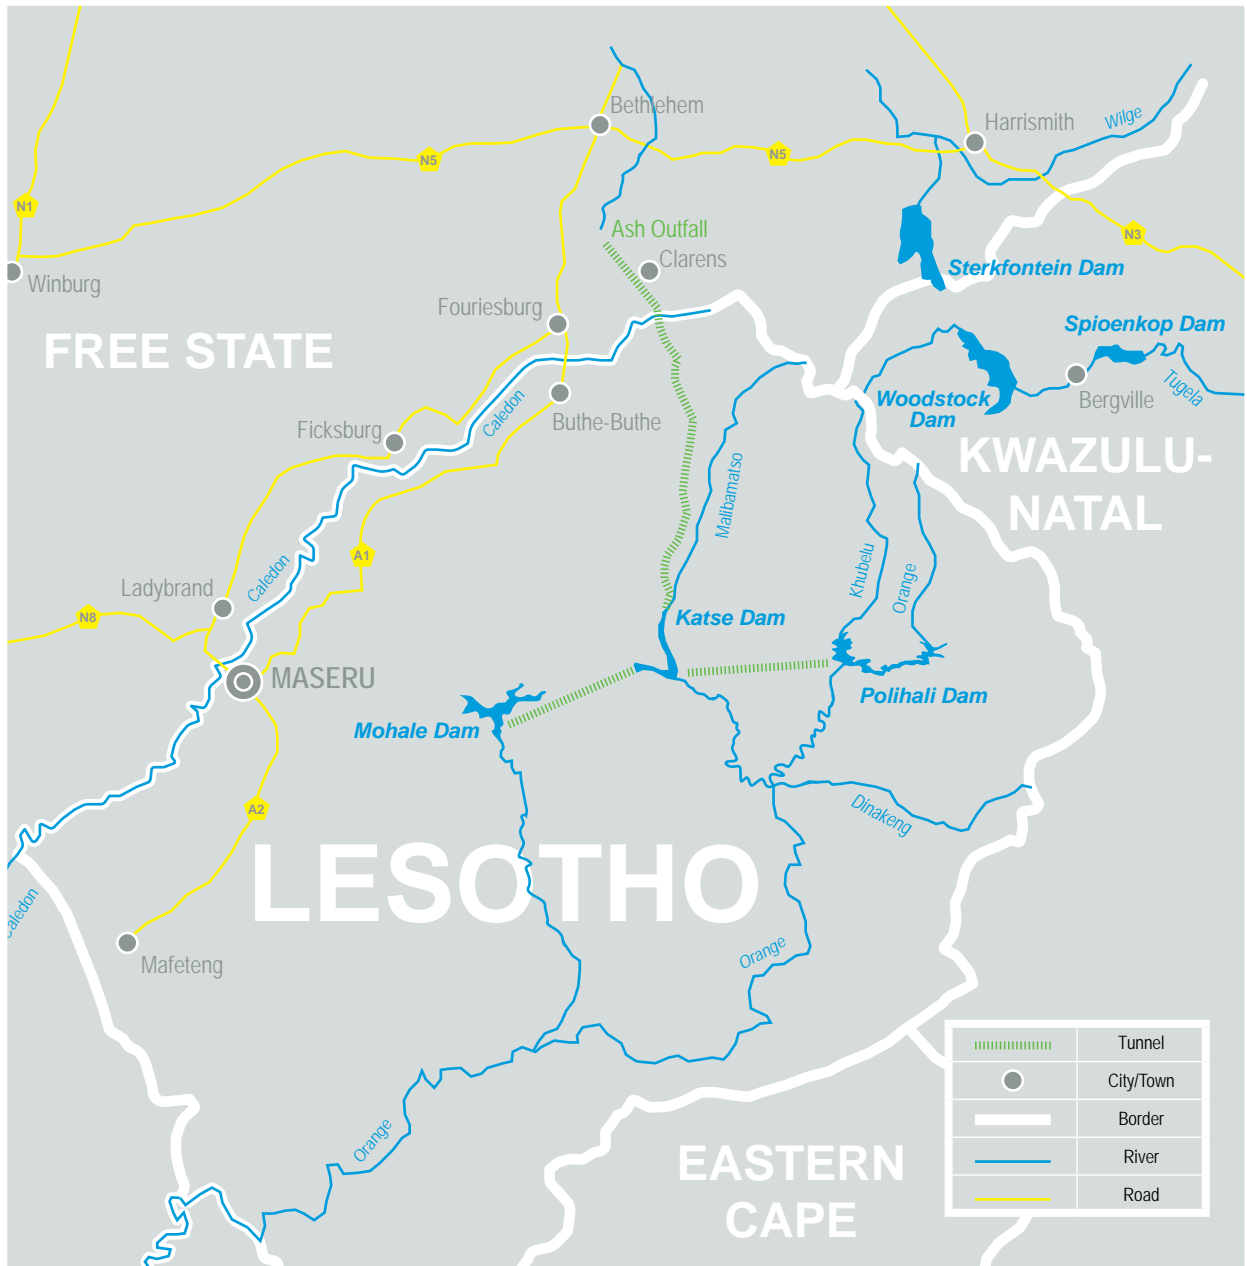 Bethlehem
Harrismith
Wilge
N5
N5
N1
N3
Ash Outfall
Clarens
Sterkfontein Dam
Winburg
Fouriesburg
Spioenkop Dam
FREE STATE
Tugela
Woodstock
Dam
Bergville
Buthe-Buthe
Caledon
Ficksburg
KWAZULU-
NATAL
Malibamatso
A1
Caledon
Khubelu
Orange
Ladybrand
N8
Katse Dam
MASERU
Polihali Dam
Mohale Dam
A2
Dinakeng
LESOTHO
Caledon
Mafeteng
Orange
Tunnel
City/Town
Border
River
Road
Orange
EASTERN
CAPE